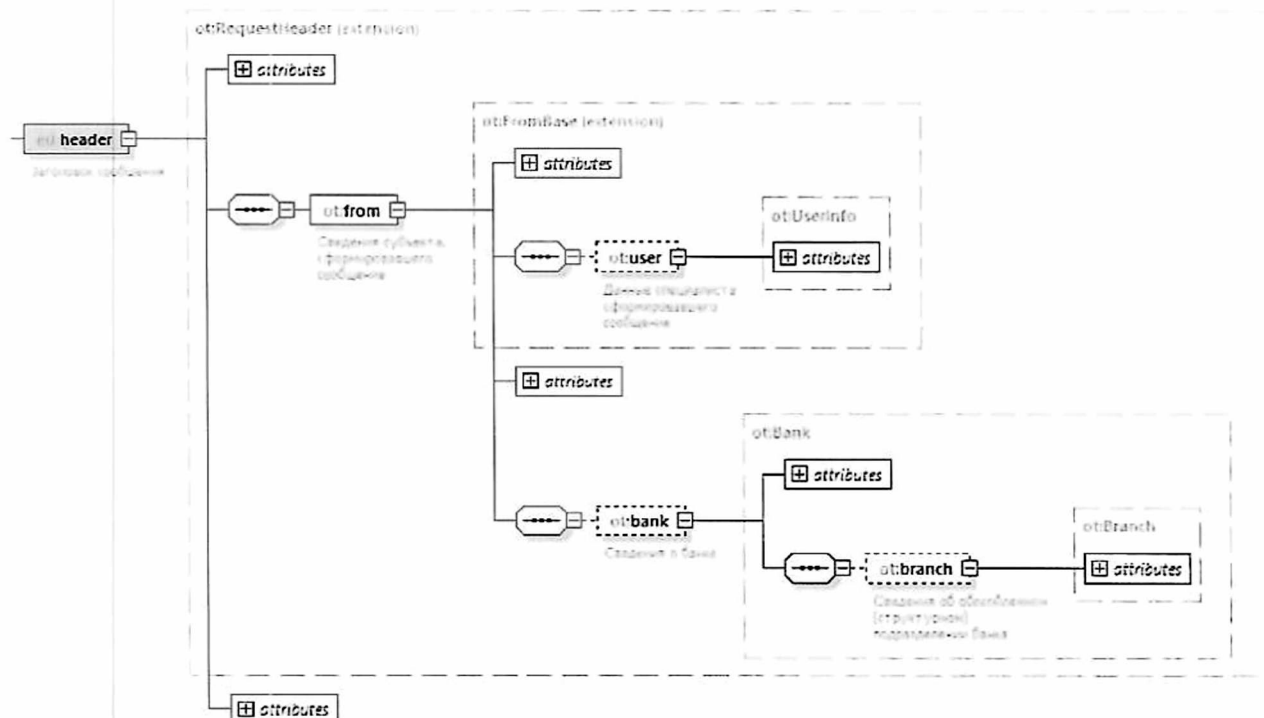 ot:RequestHeader (extension)
attributes
header
Заголовок сообщения
ot:FromBase (extension)
attributes
ot:from
Сведения субъекта,
сформировавшего
сообщение
ot:UserInfo
ot:user
attributes
Данные специалиста
сформировавшего
сообщение
attributes
ot:Bank
attributes
ot:bank
Сведения о банке
ot:Branch
ot:branch
attributes
Сведения об обособленном
(структурном)
подразделении банка
attributes